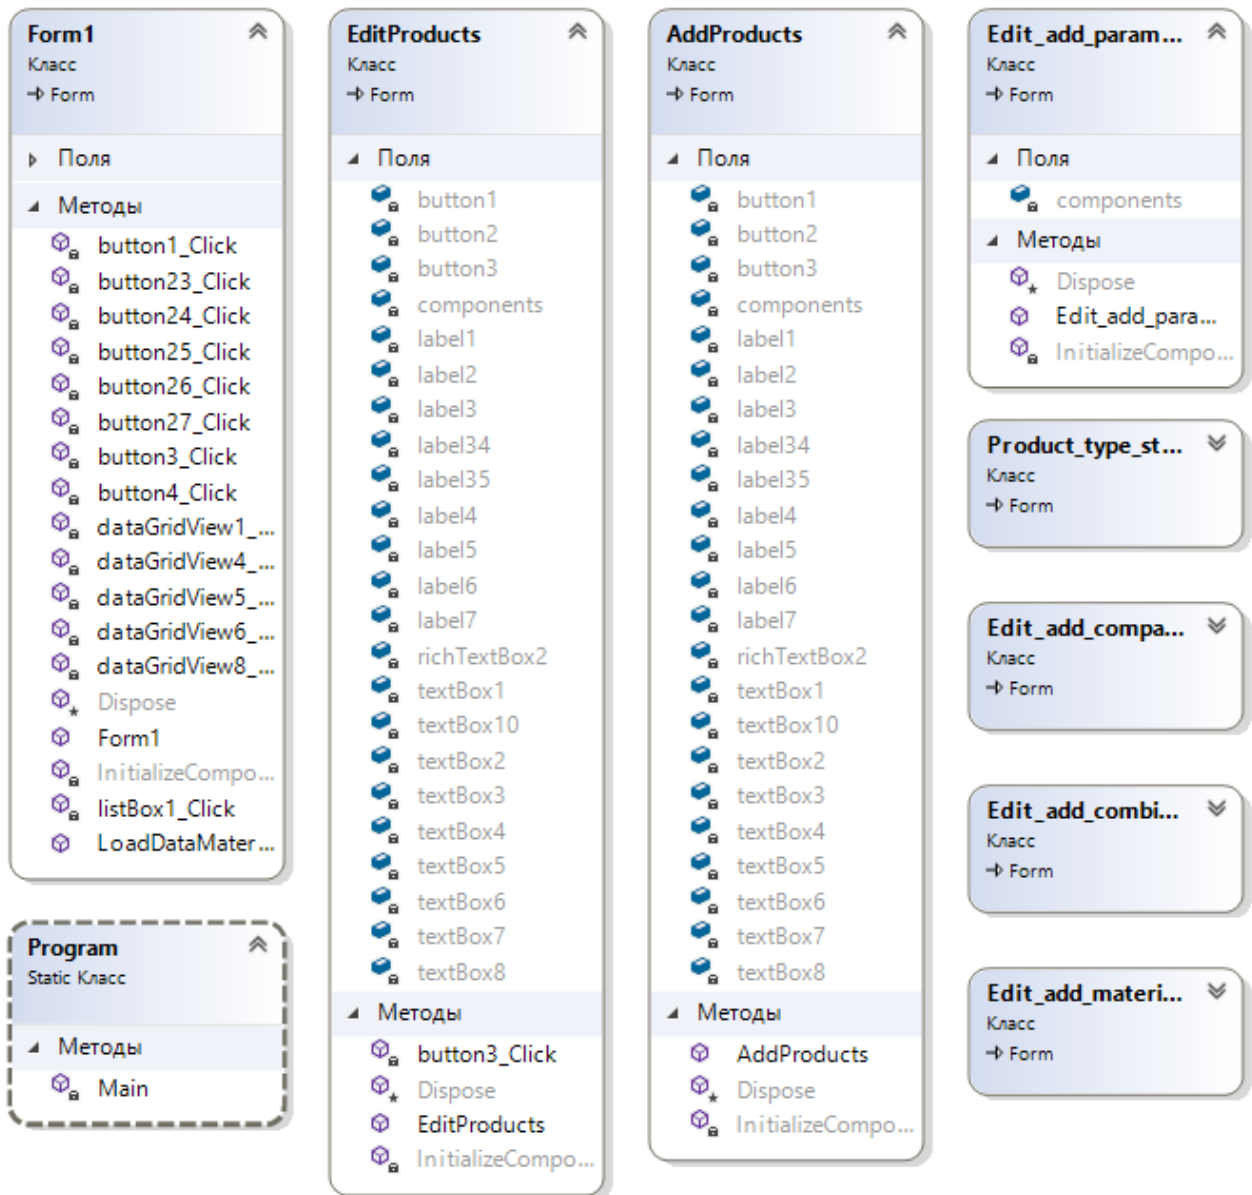 Form1
Класс
Form
Поля
Методы
button1_Click
button23_Click
button24_Click
button25_Click
button26_Click
button27_Click
button3_Click
button4_Click
dataGridView1_...
dataGridView4_...
dataGridView5_...
dataGridView6_...
dataGridView8_...
Dispose
Form1
InitializeCompo...
listBox1_Click
LoadDataMater...
Program
Static Класс
Методы
Main
EditProducts
Класс
Form
Поля
button1
button2
button3
components
label1
label2
label3
label34
label35
label4
label5
label6
label7
richTextBox2
textBox1
textBox10
textBox2
textBox3
textBox4
textBox5
textBox6
textBox7
textBox8
Методы
button3_Click
Dispose
EditProducts
InitializeCompo...
AddProducts
Класс
Form
Поля
button1
button2
button3
components
label1
label2
label3
label34
label35
label4
label5
label6
label7
richTextBox2
textBox1
textBox10
textBox2
textBox3
textBox4
textBox5
textBox6
textBox7
textBox8
Методы
AddProducts
Dispose
InitializeCompo...
Edit_add_param...
Класс
Form
Поля
components
Методы
Dispose
Edit_add_para...
InitializeCompo...
Product_type_st...
Класс
Form
Edit_add_compa...
Класс
Form
Edit_add_combi...
Класс
Form
Edit_add_materi...
Класс
Form